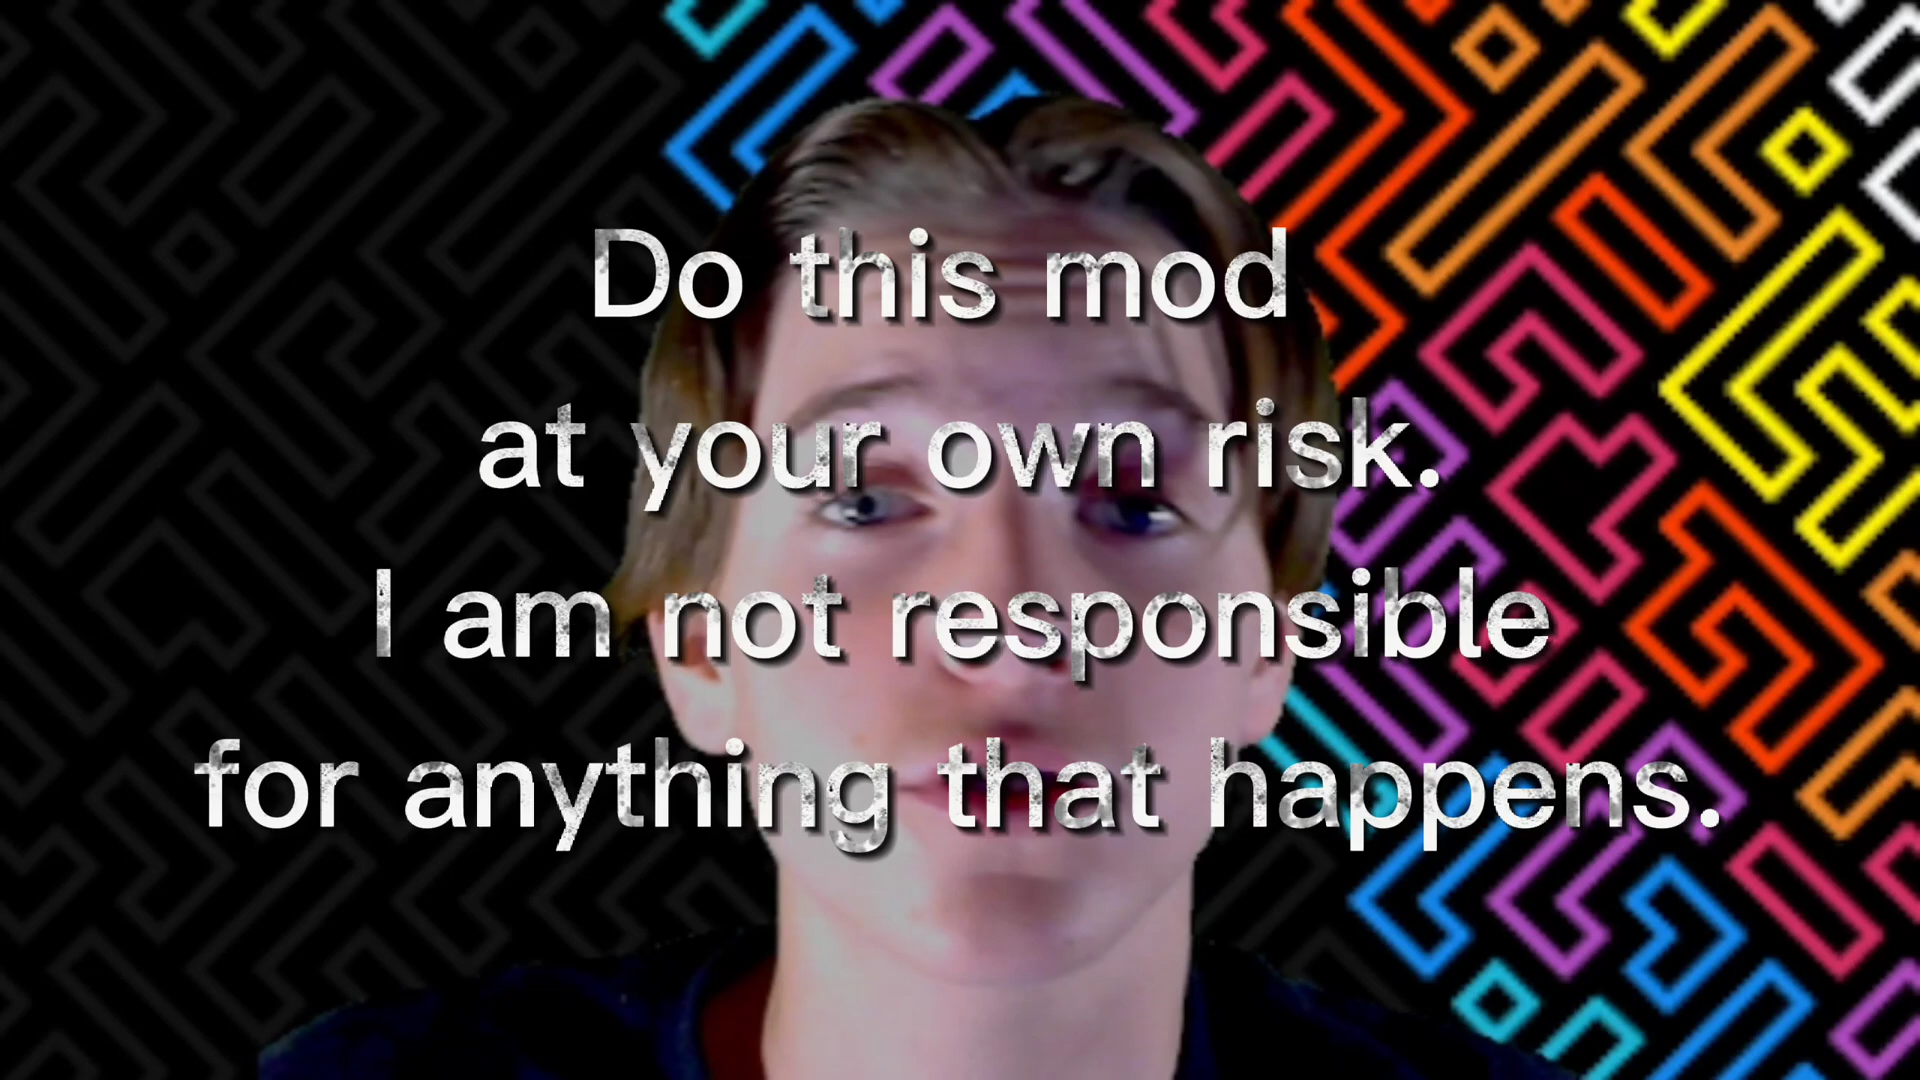 Do this mod
at your own risk.
I am not responsible
for anything that happens.